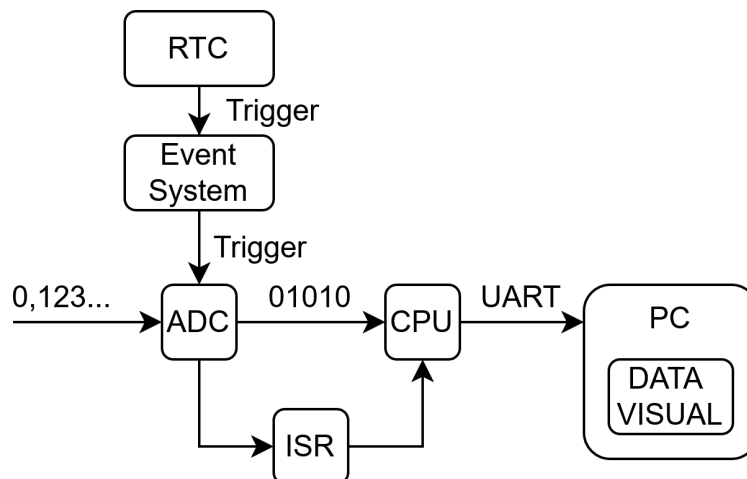 RTC
Trigger
Event
System
Trigger
0,123...
ADC
01010
CPU
UART
PC
DATA
VISUAL
ISR